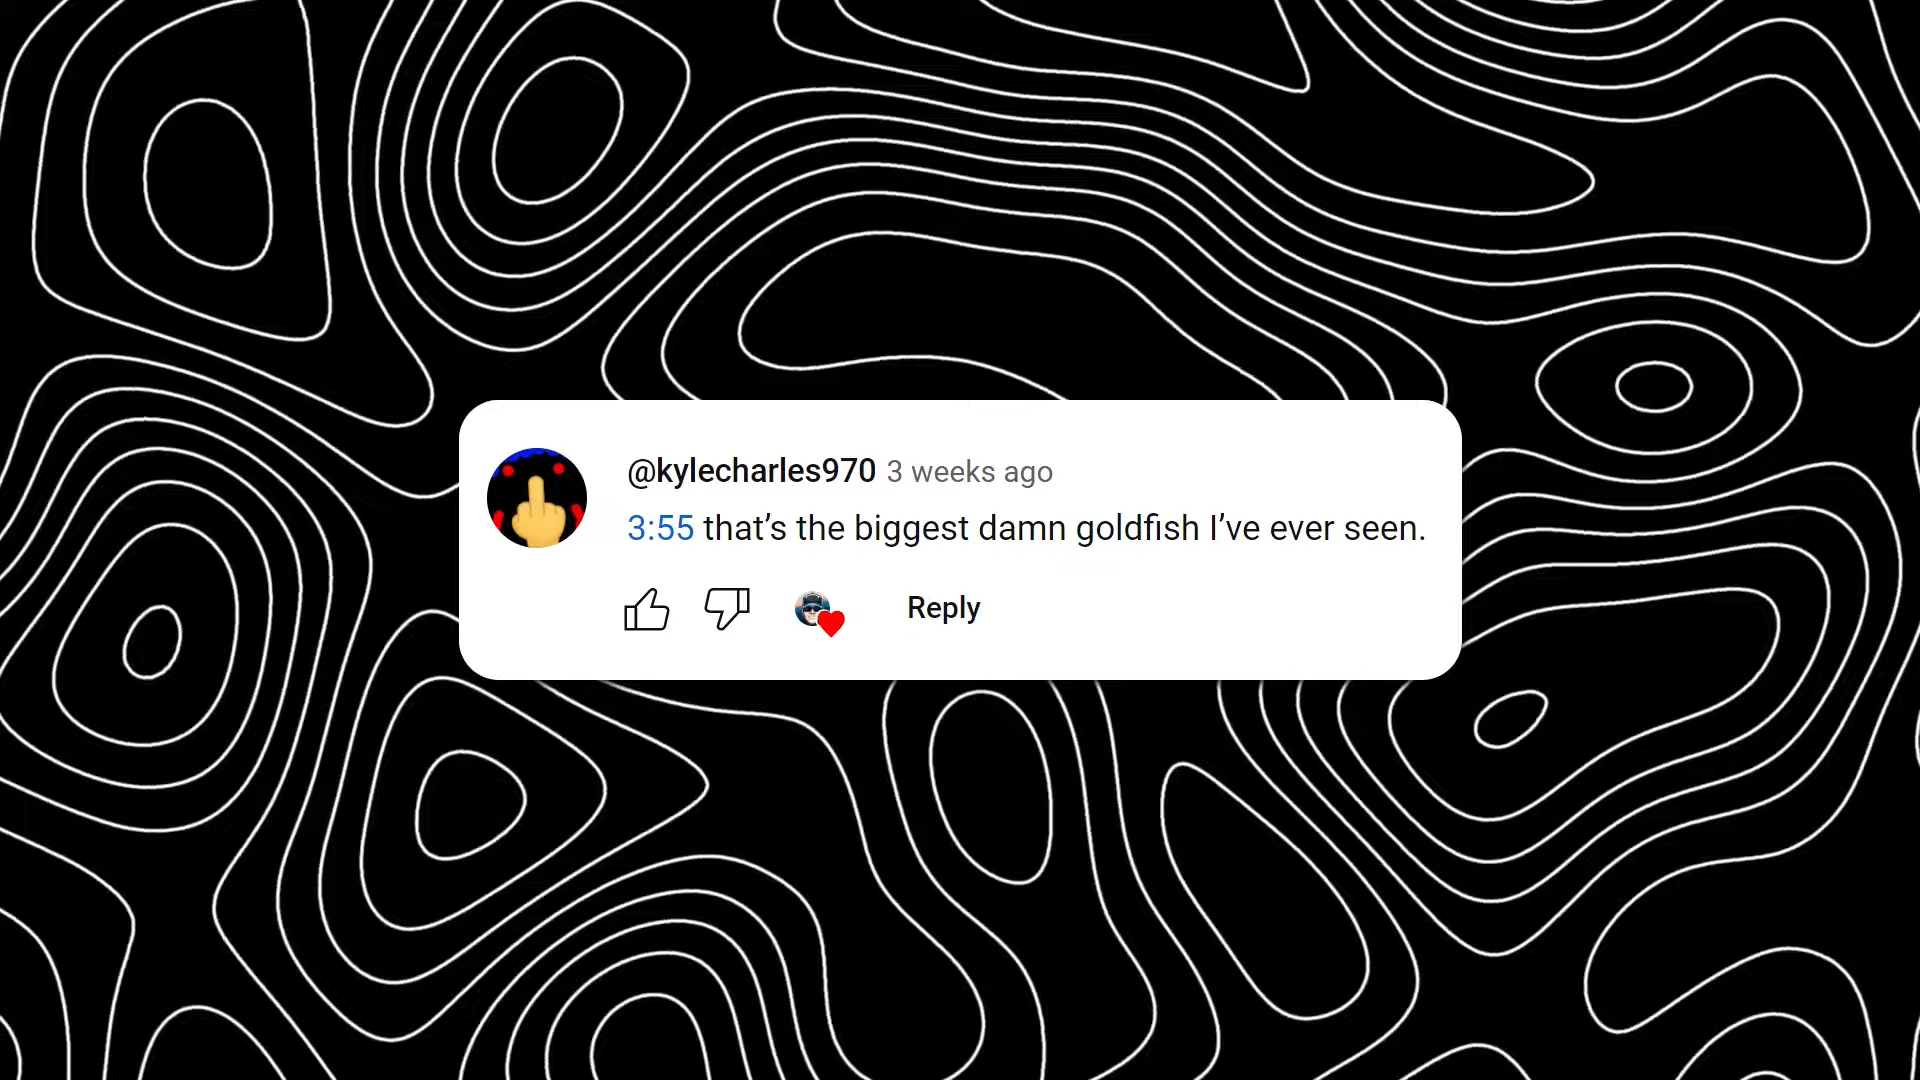 @kylecharles970 3 weeks ago
3:55 that’s the biggest damn goldfish I’ve ever seen.
Reply